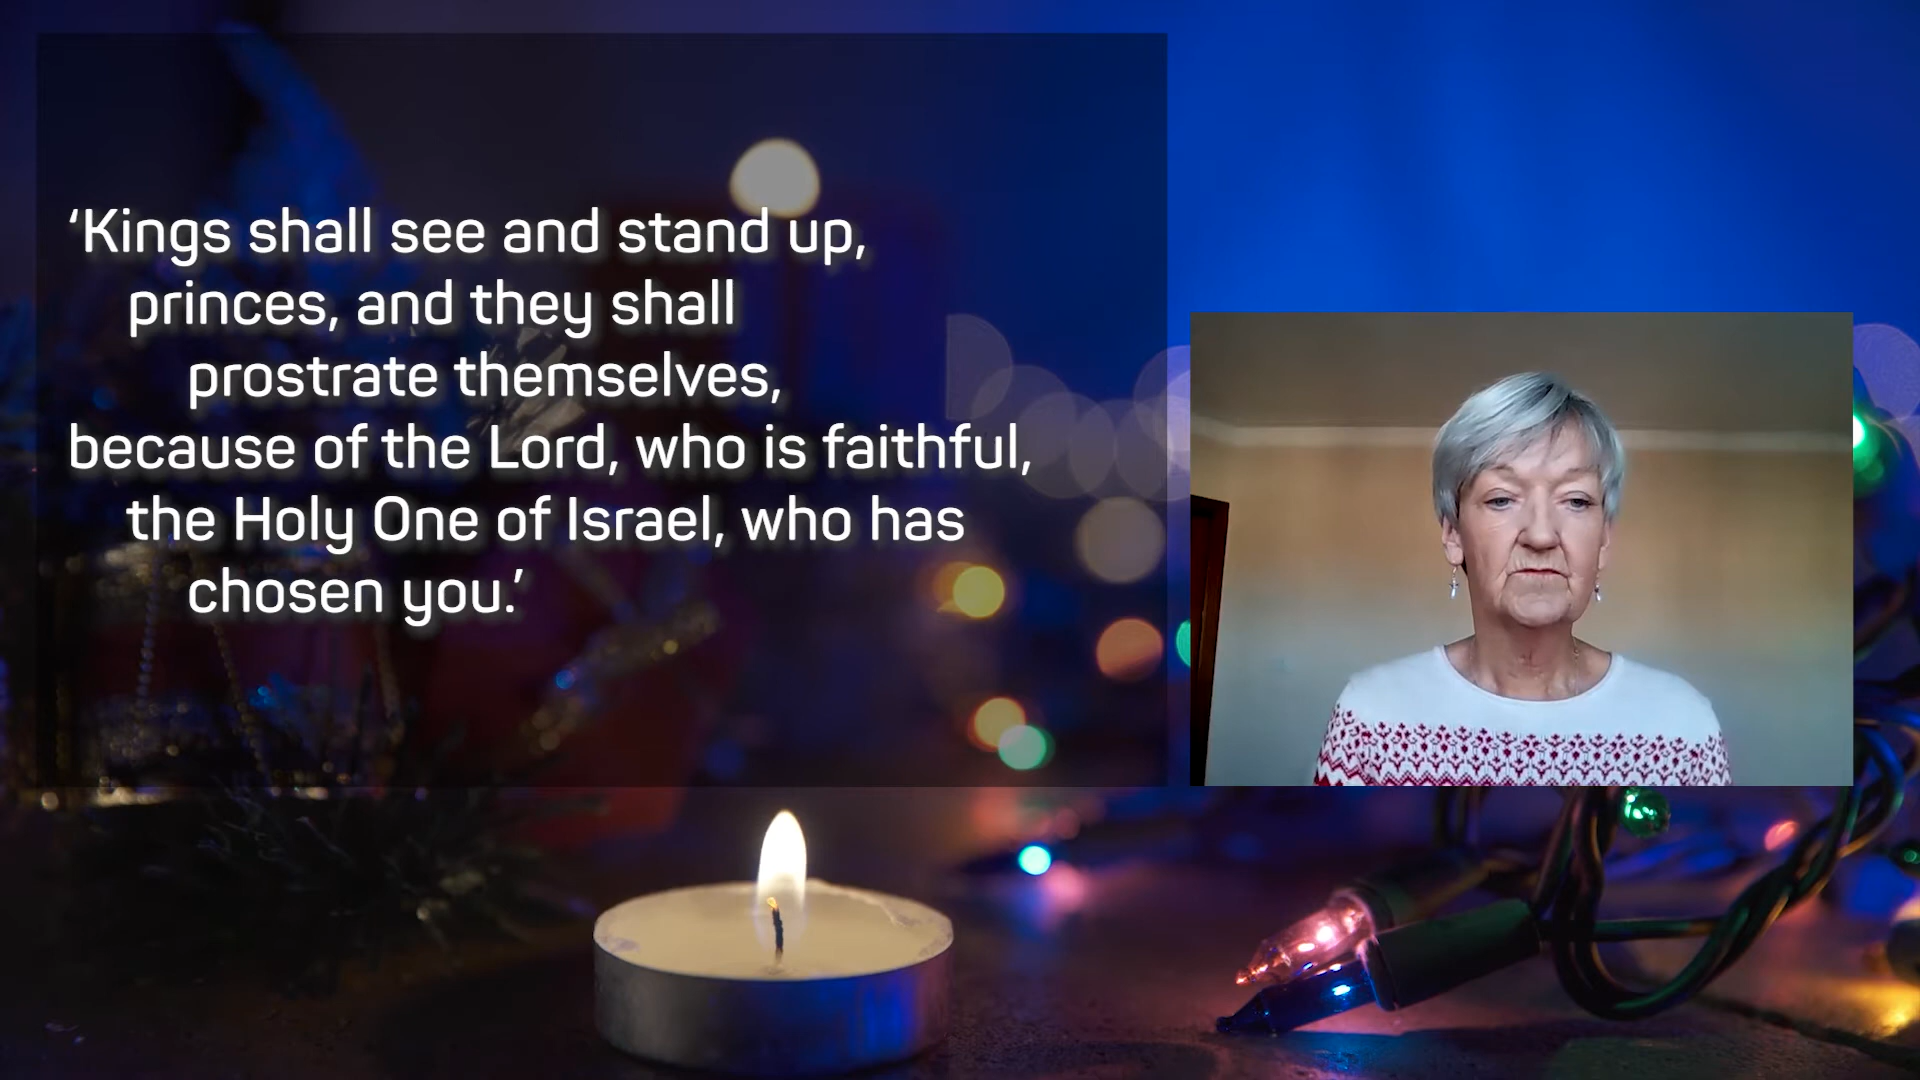 ‘Kings shall see and stand up,
princes, and they shall
prostrate themselves,
because of the Lord, who is faithful,
the Holy One of Israel, who has
chosen you.’